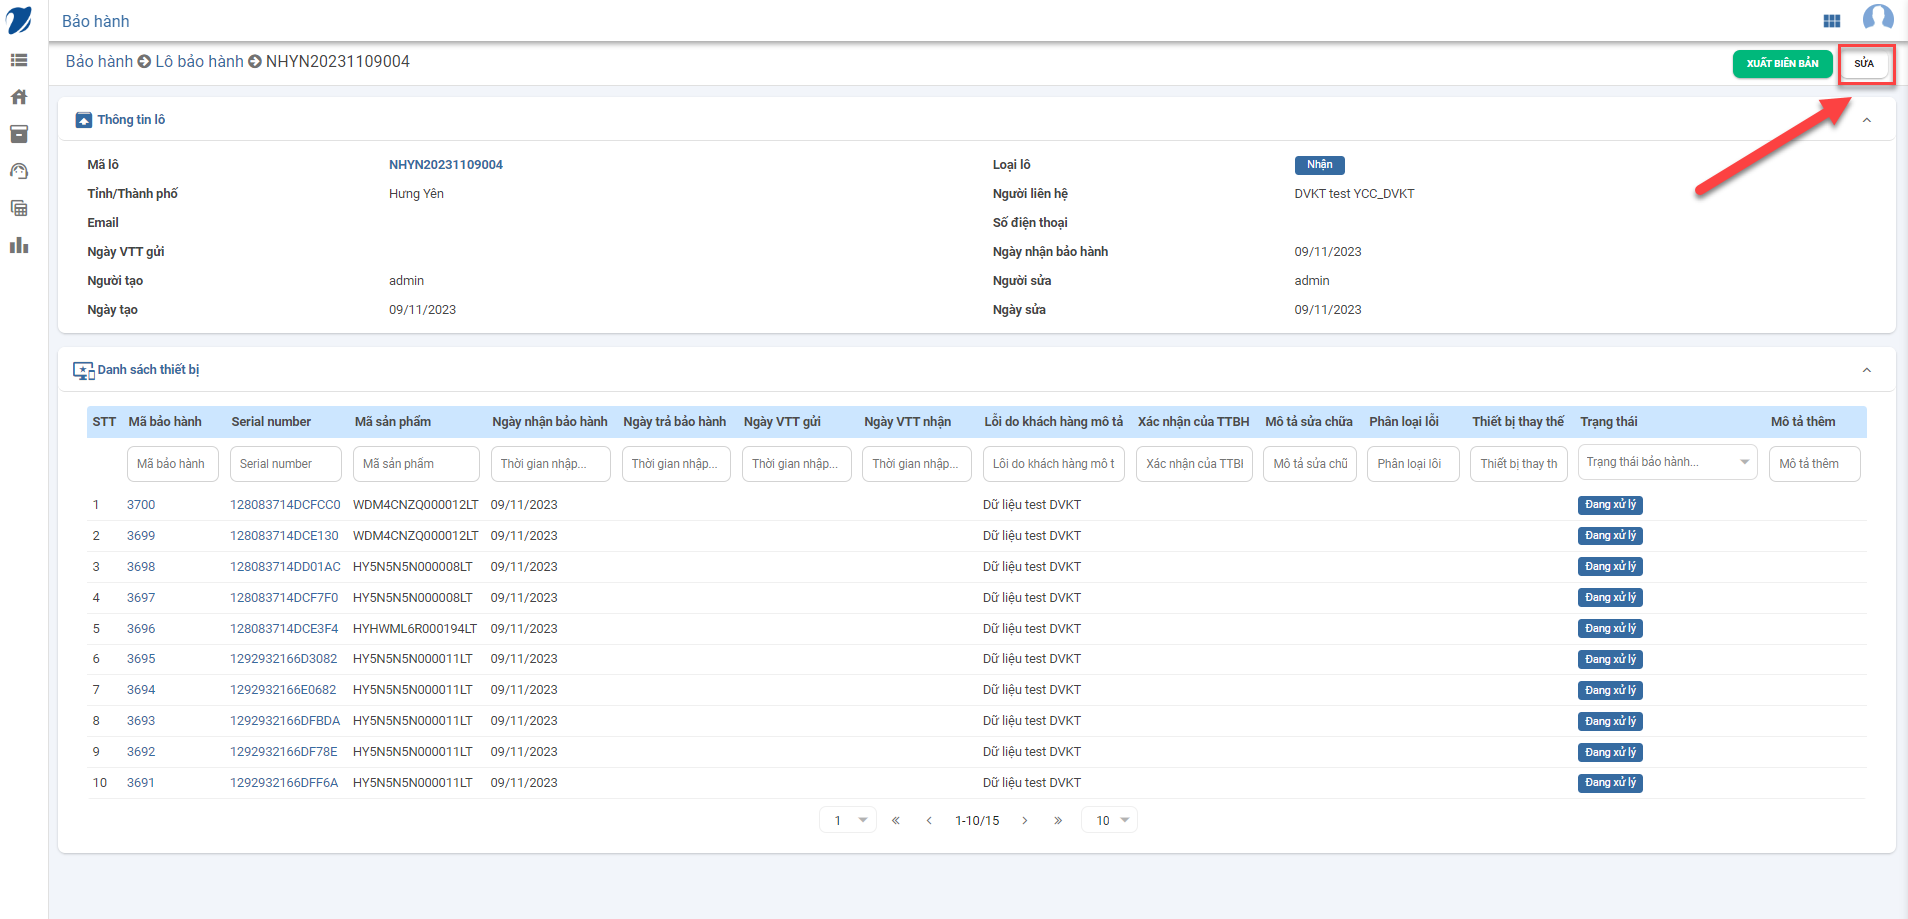 Bảo hành
Bảo hành Lô bảo hành NHYN20231109004
XUẤT BIÊN BẢN SỬA
Thông tin lô
Mã lô NHYN20231109004 Loại lô Nhận
Tỉnh/Thành phố Hưng Yên Người liên hệ DVKT test YCC_DVKT
Email Số điện thoại
Ngày VTT gửi Ngày nhận bảo hành 09/11/2023
Người tạo admin Người sửa admin
Ngày tạo 09/11/2023 Ngày sửa 09/11/2023
Danh sách thiết bị
STT Mã bảo hành Serial number Mã sản phẩm Ngày nhận bảo hành Ngày trả bảo hành Ngày VTT gửi Ngày VTT nhận Lỗi do khách hàng mô tả Xác nhận của TTBH Mô tả sửa chữa Phân loại lỗi Thiết bị thay thế Trạng thái Mô tả thêm
Mã bảo hành Serial number Mã sản phẩm Thời gian nhập... Thời gian nhập... Thời gian nhập... Thời gian nhập... Lỗi do khách hàng mô t Xác nhận của TTBI Mô tả sửa chữ Phân loại lỗi Thiết bị thay th Trạng thái bảo hành... Mô tả thêm
1 3700 128083714DCFCC0 WDM4CNZQ000012LT 09/11/2023 Dữ liệu test DVKT Đang xử lý
2 3699 128083714DCE130 WDM4CNZQ000012LT 09/11/2023 Dữ liệu test DVKT Đang xử lý
3 3698 128083714DD01AC HY5N5N5N000008LT 09/11/2023 Dữ liệu test DVKT Đang xử lý
4 3697 128083714DCF7F0 HY5N5N5N000008LT 09/11/2023 Dữ liệu test DVKT Đang xử lý
5 3696 128083714DCE3F4 HYHWML6R000194LT 09/11/2023 Dữ liệu test DVKT Đang xử lý
6 3695 1292932166D3082 HY5N5N5N000011LT 09/11/2023 Dữ liệu test DVKT Đang xử lý
7 3694 1292932166E0682 HY5N5N5N000011LT 09/11/2023 Dữ liệu test DVKT Đang xử lý
8 3693 1292932166DFBDA HY5N5N5N000011LT 09/11/2023 Dữ liệu test DVKT Đang xử lý
9 3692 1292932166DF78E HY5N5N5N000011LT 09/11/2023 Dữ liệu test DVKT Đang xử lý
10 3691 1292932166DFF6A HY5N5N5N000011LT 09/11/2023 Dữ liệu test DVKT Đang xử lý
1 « ‹ 1-10/15 › » 10